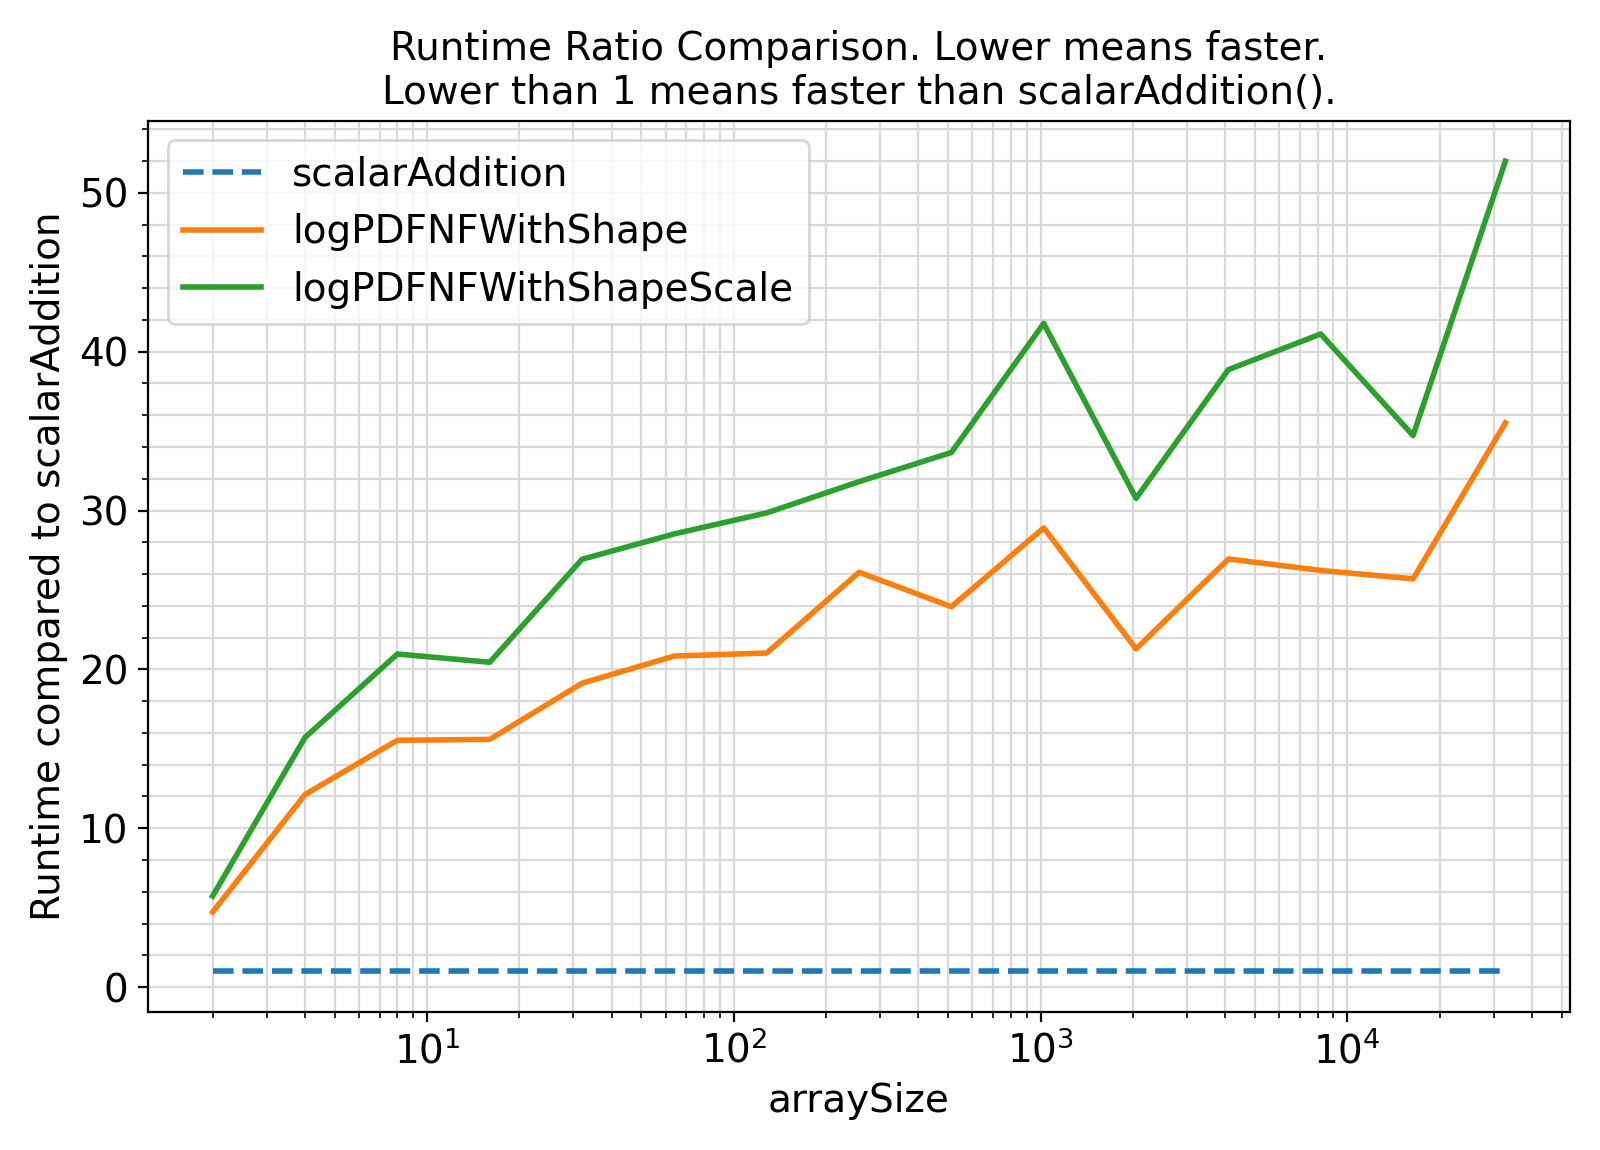 Runtime Ratio Comparison. Lower means faster.
Lower than 1 means faster than scalarAddition().
scalarAddition
logPDFNFWithShape
logPDFNFWithShapeScale
Runtime compared to scalarAddition
50
40
30
20
10
0
10¹ 10² 10³ 10⁴
arraySize